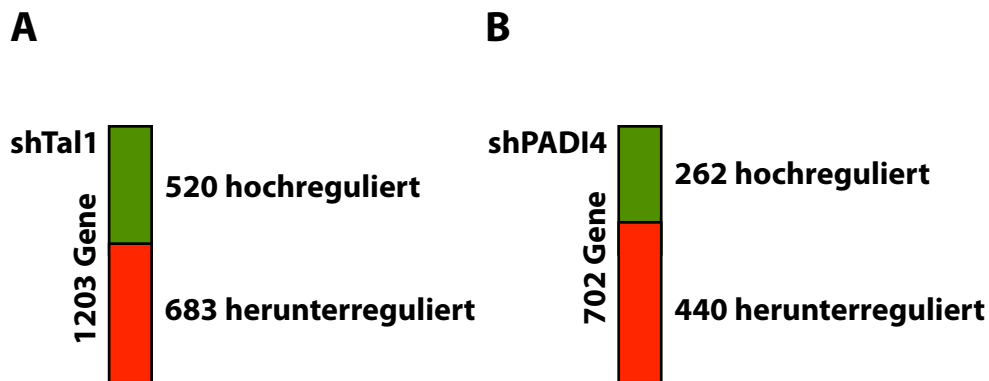 A
shTal1
1203 Gene
520 hochreguliert
683 herunterreguliert
B
shPADI4
702 Gene
262 hochreguliert
440 herunterreguliert